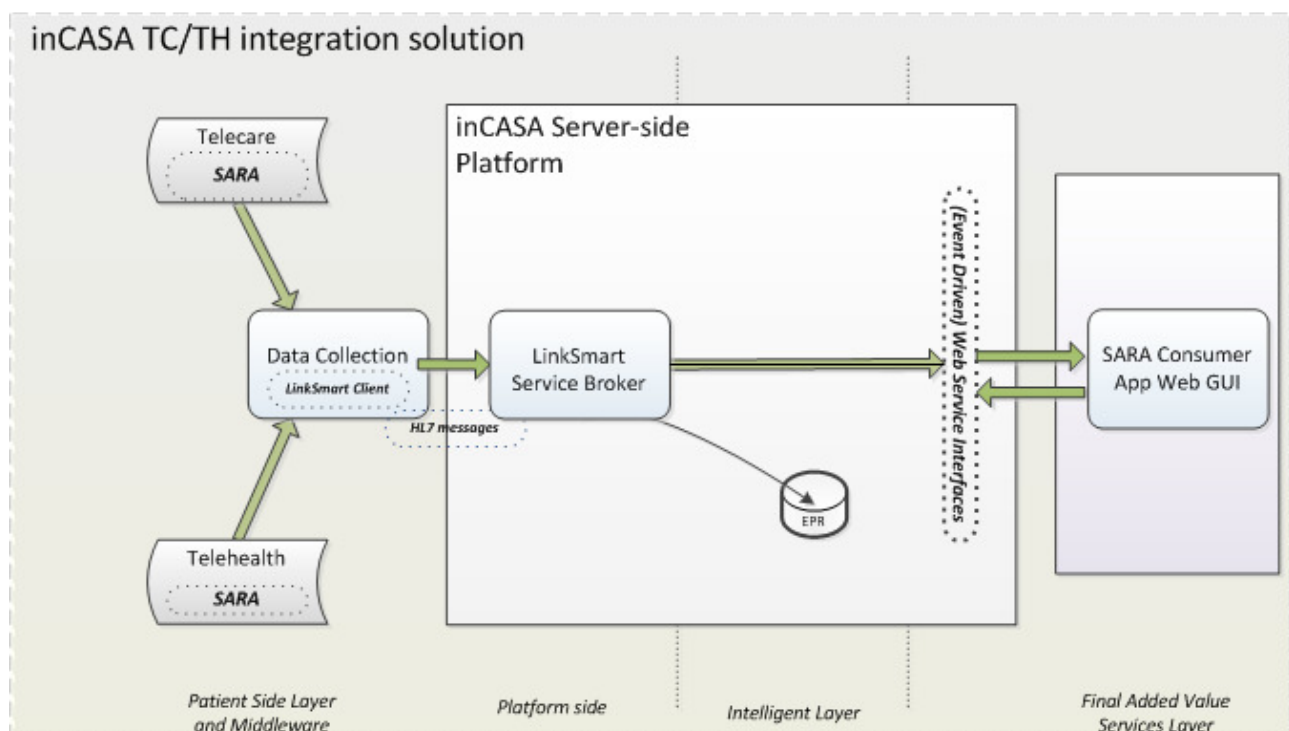 inCASA TC/TH integration solution
Telecare
SARA
inCASA Server-side
Platform
(Event Driven) Web Service Interfaces
Data Collection
LinkSmart Client
HL7 messages
LinkSmart
Service Broker
SARA Consumer
App Web GUI
EPR
Telehealth
SARA
Patient Side Layer
and Middleware
Platform side
Intelligent Layer
Final Added Value
Services Layer